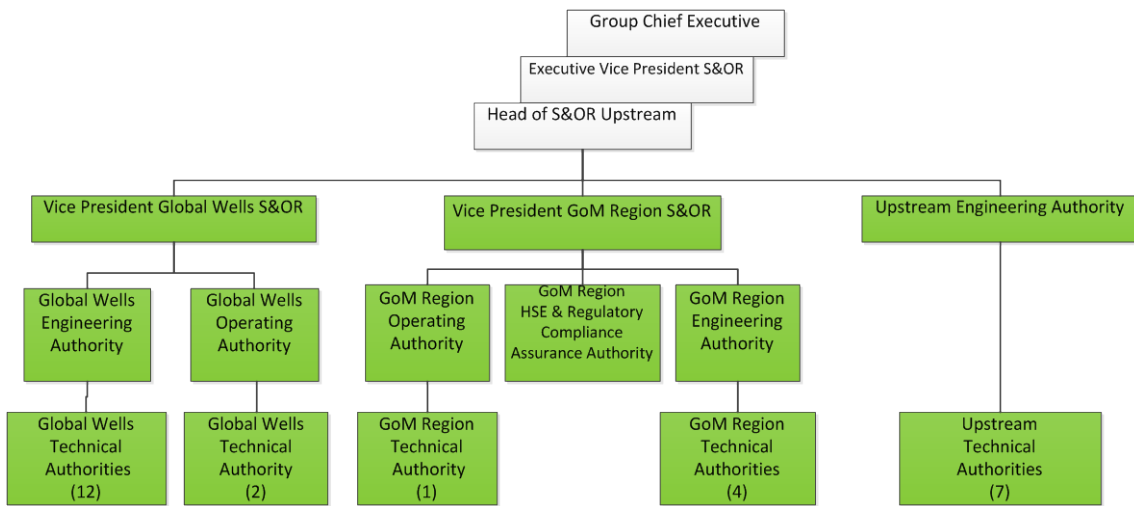 Group Chief Executive
Executive Vice President S&OR
Head of S&OR Upstream
Vice President Global Wells S&OR
Vice President GoM Region S&OR
Upstream Engineering Authority
Global Wells
Engineering
Authority
Global Wells
Operating
Authority
GoM Region
Operating
Authority
GoM Region
HSE & Regulatory
Compliance
Assurance Authority
GoM Region
Engineering
Authority
Global Wells
Technical
Authorities
(12)
Global Wells
Technical
Authority
(2)
GoM Region
Technical
Authority
(1)
GoM Region
Technical
Authorities
(4)
Upstream
Technical
Authorities
(7)